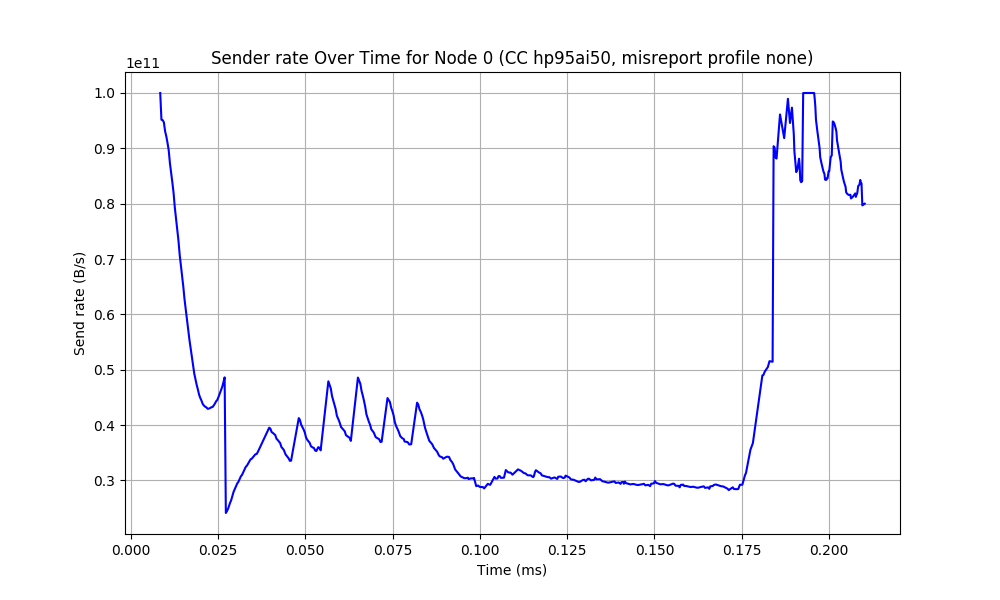 Sender rate Over Time for Node 0 (CC hp95ai50, misreport profile none)
1e11
1.0
0.9
0.8
0.7
0.6
0.5
0.4
0.3
Send rate (B/s)
0.000 0.025 0.050 0.075 0.100 0.125 0.150 0.175 0.200
Time (ms)